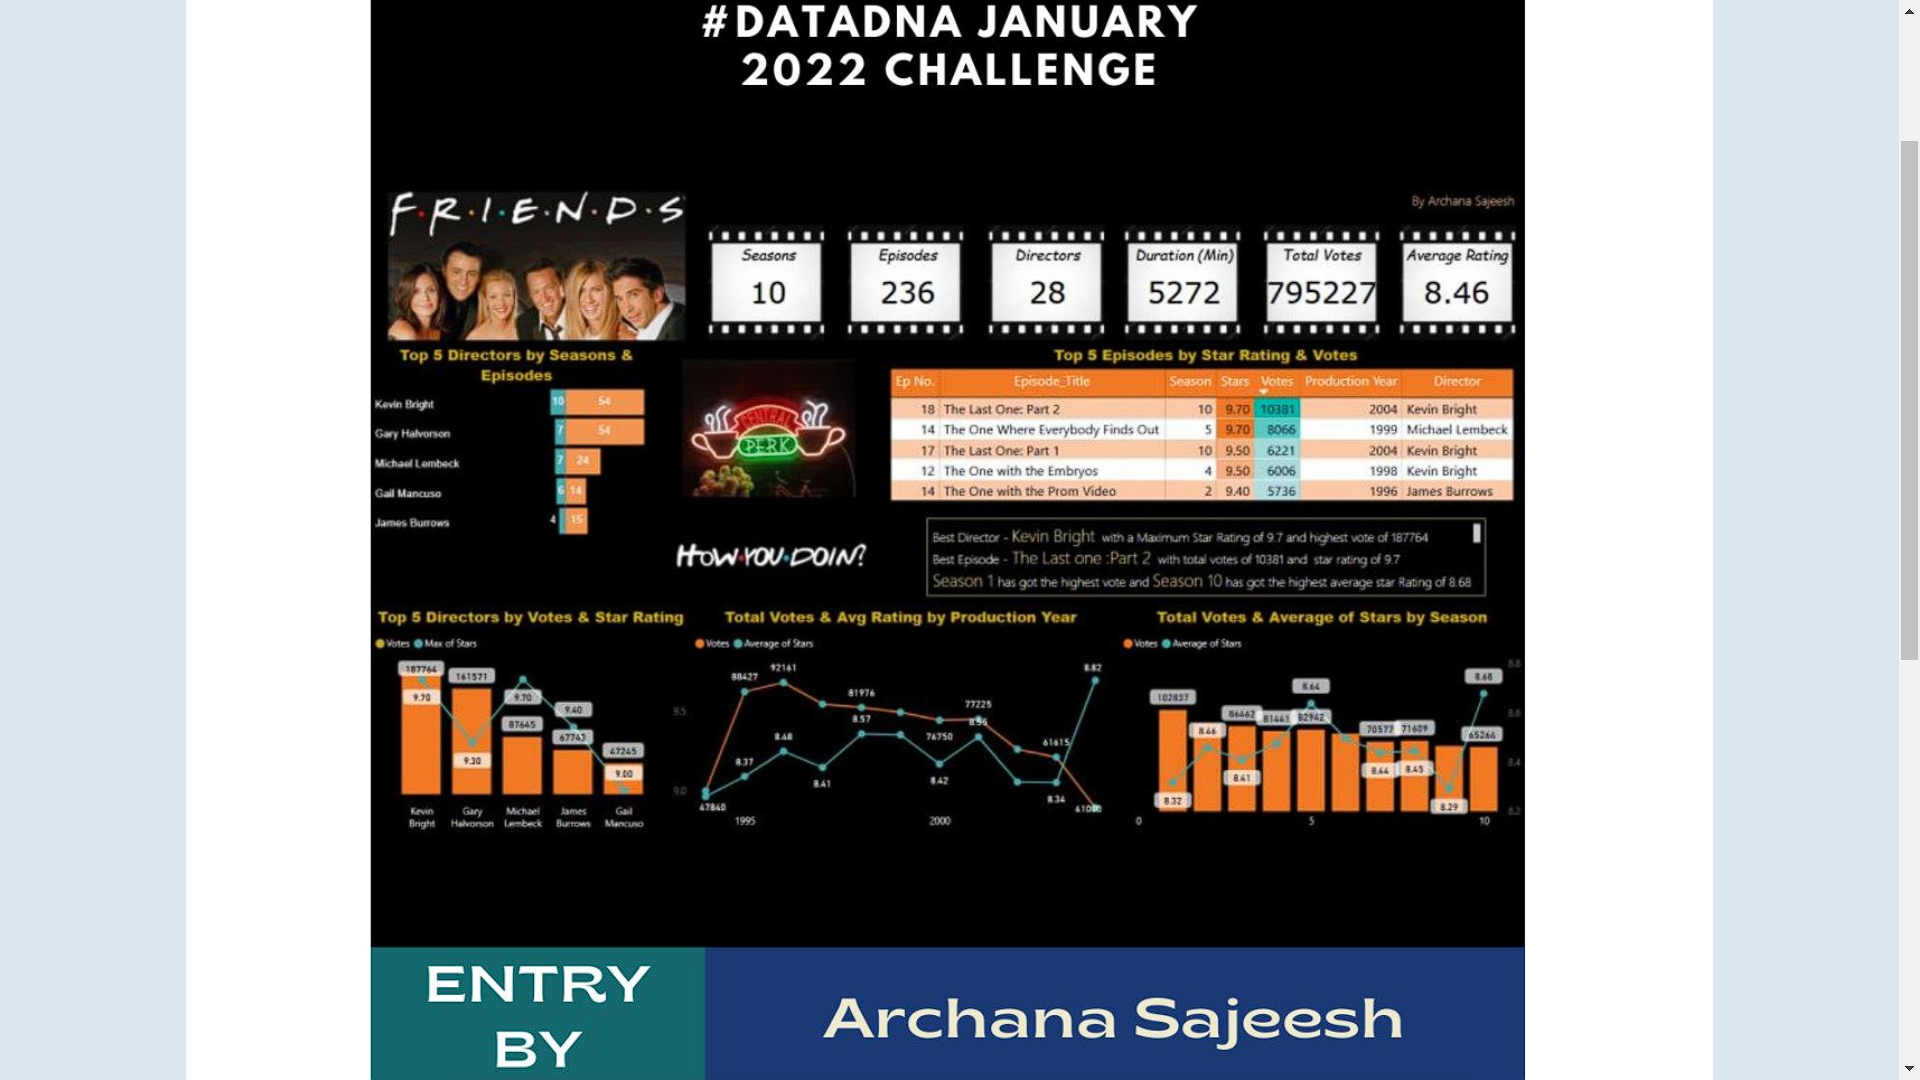 #DATADNA JANUARY
2022 CHALLENGE
F·R·I·E·N·D·S
By Archana Sajeesh
Seasons
10
Episodes
236
Directors
28
Duration (Min)
5272
Total Votes
795227
Average Rating
8.46
Top 5 Directors by Seasons &
Episodes
Kevin Bright 10 54
Gary Halvorson 7 54
Michael Lembeck 7 24
Gail Mancuso 6 14
James Burrows 4 15
CENTRAL
PERK
HOW·YOU·DOIN?
Top 5 Episodes by Star Rating & Votes
Ep No. Episode_Title Season Stars Votes Production Year Director
18 The Last One: Part 2 10 9.70 10381 2004 Kevin Bright
14 The One Where Everybody Finds Out 5 9.70 8066 1999 Michael Lembeck
17 The Last One: Part 1 10 9.50 6221 2004 Kevin Bright
12 The One with the Embryos 4 9.50 6006 1998 Kevin Bright
14 The One with the Prom Video 2 9.40 5736 1996 James Burrows
Best Director - Kevin Bright with a Maximum Star Rating of 9.7 and highest vote of 187764
Best Episode - The Last one :Part 2 with total votes of 10381 and star rating of 9.7
Season 1 has got the highest vote and Season 10 has got the highest average star Rating of 8.68
Top 5 Directors by Votes & Star Rating
Votes Max of Stars
187764 161571 87645 67743 47245
9.70 9.30 9.70 9.40 9.00
9.5
9.0
Kevin Bright
Gary Halvorson
Michael Lembeck
James Burrows
Gail Mancuso
Total Votes & Avg Rating by Production Year
Votes Average of Stars
88427 92161 81976 77225 8.82
8.57 8.56
8.37 8.48 76750 61615
8.41 8.42 8.34
47840
1995 2000
Total Votes & Average of Stars by Season
Votes Average of Stars
102837 86462 81441 82942 70577 71609 65266
8.64 8.68
8.46 8.41 8.44 8.45
8.32 8.29
8.8
8.6
8.4
8.2
0 5 10
ENTRY
BY
Archana Sajeesh